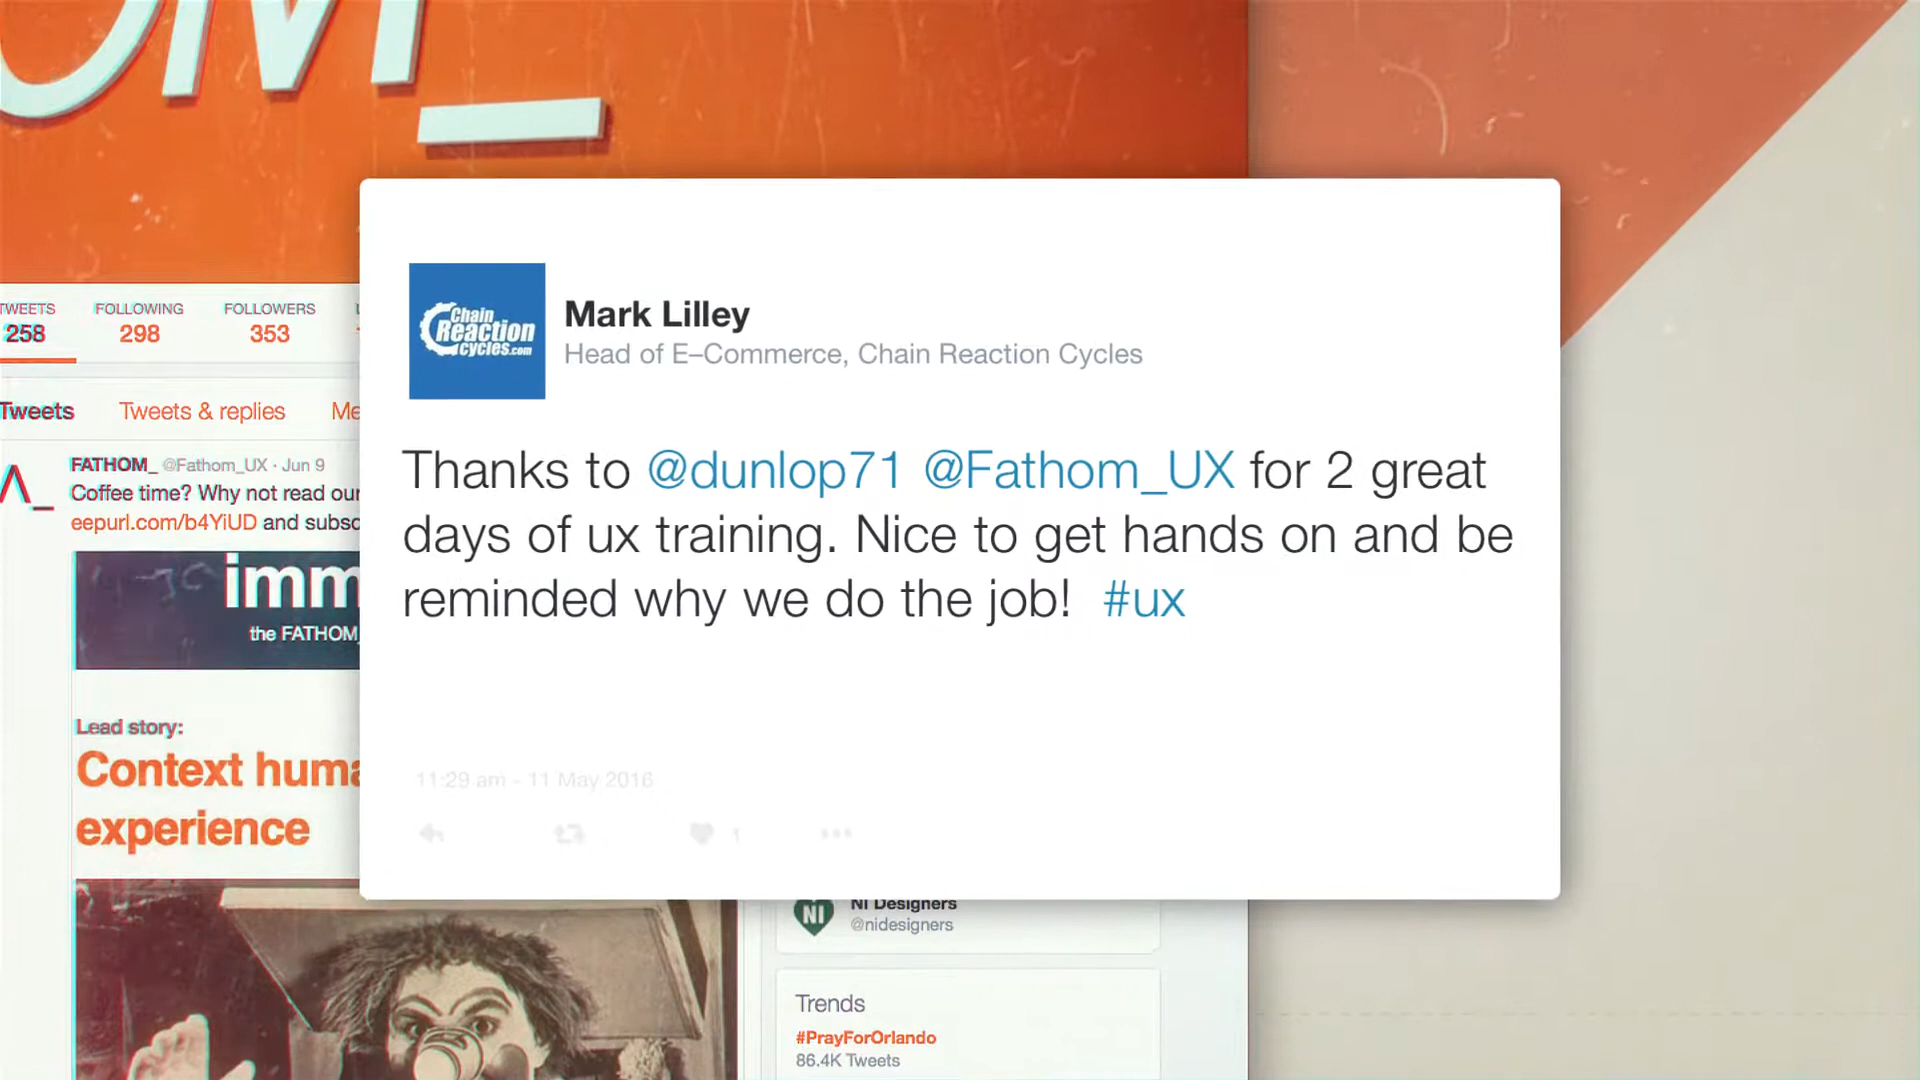 OM_
TWEETS
258
FOLLOWING
298
FOLLOWERS
353
Tweets
Tweets & replies
FATHOM_ @Fathom_UX · Jun 9
Coffee time? Why not read our
eepurl.com/b4YiUD and subsc
imm
the FATHOM_
Lead story:
Context huma
experience
Chain
Reaction
cycles.com
Mark Lilley
Head of E–Commerce, Chain Reaction Cycles
Thanks to @dunlop71 @Fathom_UX for 2 great
days of ux training. Nice to get hands on and be
reminded why we do the job! #ux
11:29 am - 11 May 2016
1
NI
NI Designers
@nidesigners
Trends
#PrayForOrlando
86.4K Tweets